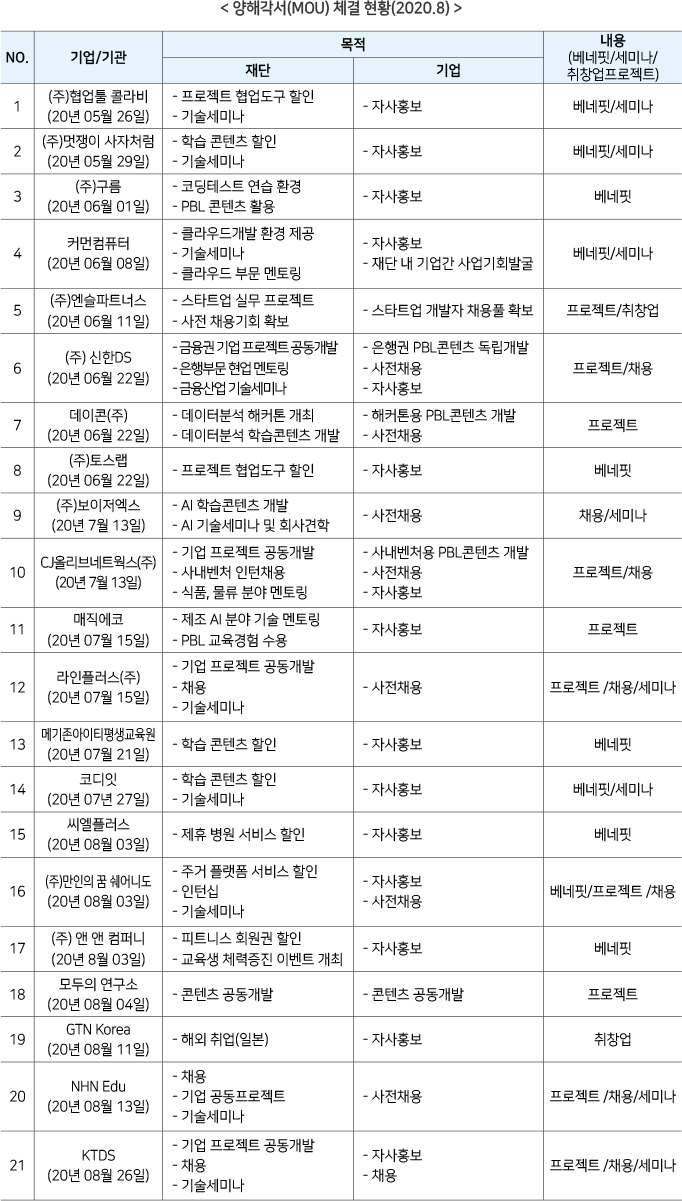 < 양해각서(MOU) 체결 현황(2020.8) >
NO. 기업/기관 목적 내용
(베네핏/세미나/
취창업프로젝트)
재단 기업
1 (주)협업툴 콜라비
(20년 05월 26일) - 프로젝트 협업도구 할인
- 기술세미나 - 자사홍보 베네핏/세미나
2 (주)멋쟁이 사자처럼
(20년 05월 29일) - 학습 콘텐츠 할인
- 기술세미나 - 자사홍보 베네핏/세미나
3 (주)구름
(20년 06월 01일) - 코딩테스트 연습 환경
- PBL 콘텐츠 활용 - 자사홍보 베네핏
4 커먼컴퓨터
(20년 06월 08일) - 클라우드개발 환경 제공
- 기술세미나
- 클라우드 부문 멘토링 - 자사홍보
- 재단 내 기업간 사업기회발굴 베네핏/세미나
5 (주)엔슬파트너스
(20년 06월 11일) - 스타트업 실무 프로젝트
- 사전 채용기회 확보 - 스타트업 개발자 채용풀 확보 프로젝트/취창업
6 (주) 신한DS
(20년 06월 22일) - 금융권 기업 프로젝트 공동개발
- 은행부문 현업 멘토링
- 금융산업 기술세미나 - 은행권 PBL콘텐츠 독립개발
- 사전채용
- 자사홍보 프로젝트/채용
7 데이콘(주)
(20년 06월 22일) - 데이터분석 해커톤 개최
- 데이터분석 학습콘텐츠 개발 - 해커톤용 PBL콘텐츠 개발
- 사전채용 프로젝트
8 (주)토스랩
(20년 06월 22일) - 프로젝트 협업도구 할인 - 자사홍보 베네핏
9 (주)보이저엑스
(20년 7월 13일) - AI 학습콘텐츠 개발
- AI 기술세미나 및 회사견학 - 사전채용 채용/세미나
10 CJ올리브네트웍스(주)
(20년 7월 13일) - 기업 프로젝트 공동개발
- 사내벤처 인턴채용
- 식품, 물류 분야 멘토링 - 사내벤처용 PBL콘텐츠 개발
- 사전채용
- 자사홍보 프로젝트/채용
11 매직에코
(20년 07월 15일) - 제조 AI 분야 기술 멘토링
- PBL 교육경험 수용 - 자사홍보 프로젝트
12 라인플러스(주)
(20년 07월 15일) - 기업 프로젝트 공동개발
- 채용
- 기술세미나 - 사전채용 프로젝트 /채용/세미나
13 메기존아이티평생교육원
(20년 07월 21일) - 학습 콘텐츠 할인 - 자사홍보 베네핏
14 코디잇
(20년 07년 27일) - 학습 콘텐츠 할인
- 기술세미나 - 자사홍보 베네핏/세미나
15 씨엘플러스
(20년 08월 03일) - 제휴 병원 서비스 할인 - 자사홍보 베네핏
16 (주)만인의 꿈 쉐어니도
(20년 08월 03일) - 주거 플랫폼 서비스 할인
- 인턴십
- 기술세미나 - 자사홍보
- 사전채용 베네핏/프로젝트 /채용
17 (주) 앤 앤 컴퍼니
(20년 8월 03일) - 피트니스 회원권 할인
- 교육생 체력증진 이벤트 개최 - 자사홍보 베네핏
18 모두의 연구소
(20년 08월 04일) - 콘텐츠 공동개발 - 콘텐츠 공동개발 프로젝트
19 GTN Korea
(20년 08월 11일) - 해외 취업(일본) - 자사홍보 취창업
20 NHN Edu
(20년 08월 13일) - 채용
- 기업 공동프로젝트
- 기술세미나 - 사전채용 프로젝트 /채용/세미나
21 KTDS
(20년 08월 26일) - 기업 프로젝트 공동개발
- 채용
- 기술세미나 - 자사홍보
- 채용 프로젝트 /채용/세미나